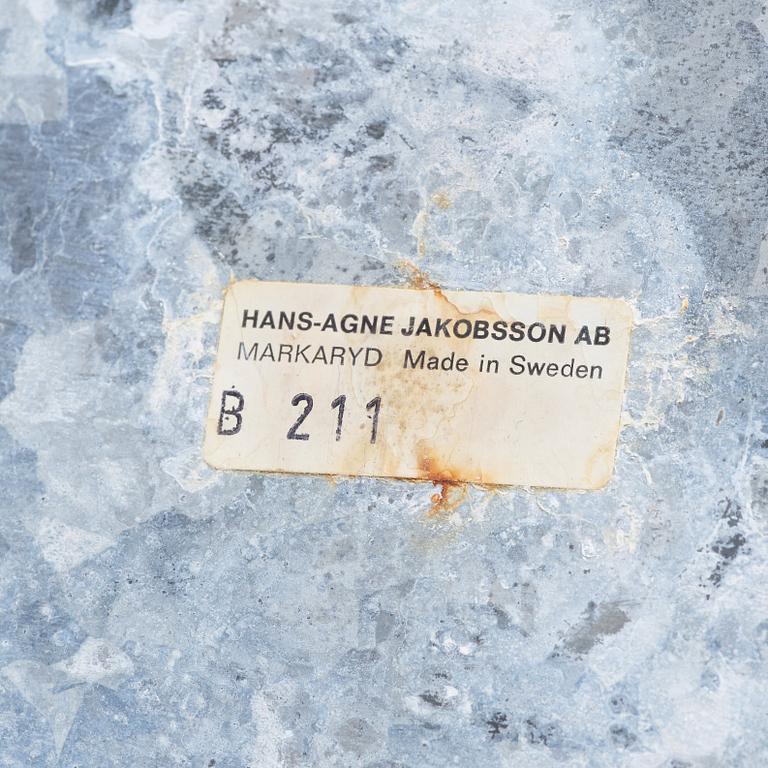 HANS-AGNE JAKOBSSON AB
MARKARYD Made in Sweden
B 211